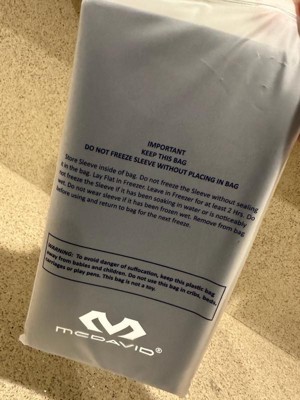 IMPORTANT
KEEP THIS BAG
DO NOT FREEZE SLEEVE WITHOUT PLACING IN BAG
Store Sleeve inside of bag. Do not freeze the Sleeve without sealing
it in the bag. Lay Flat in Freezer. Leave in Freezer for at least 2 Hrs. Do
not freeze the Sleeve if it has been soaking in water or is noticeably
wet. Do not wear sleeve if it has been frozen wet. Remove from bag
before using and return to bag for the next freeze.
WARNING: To avoid danger of suffocation, keep this plastic bag
away from babies and children. Do not use this bag in cribs, beds,
carriages or play pens. This bag is not a toy.
MCDAVID®